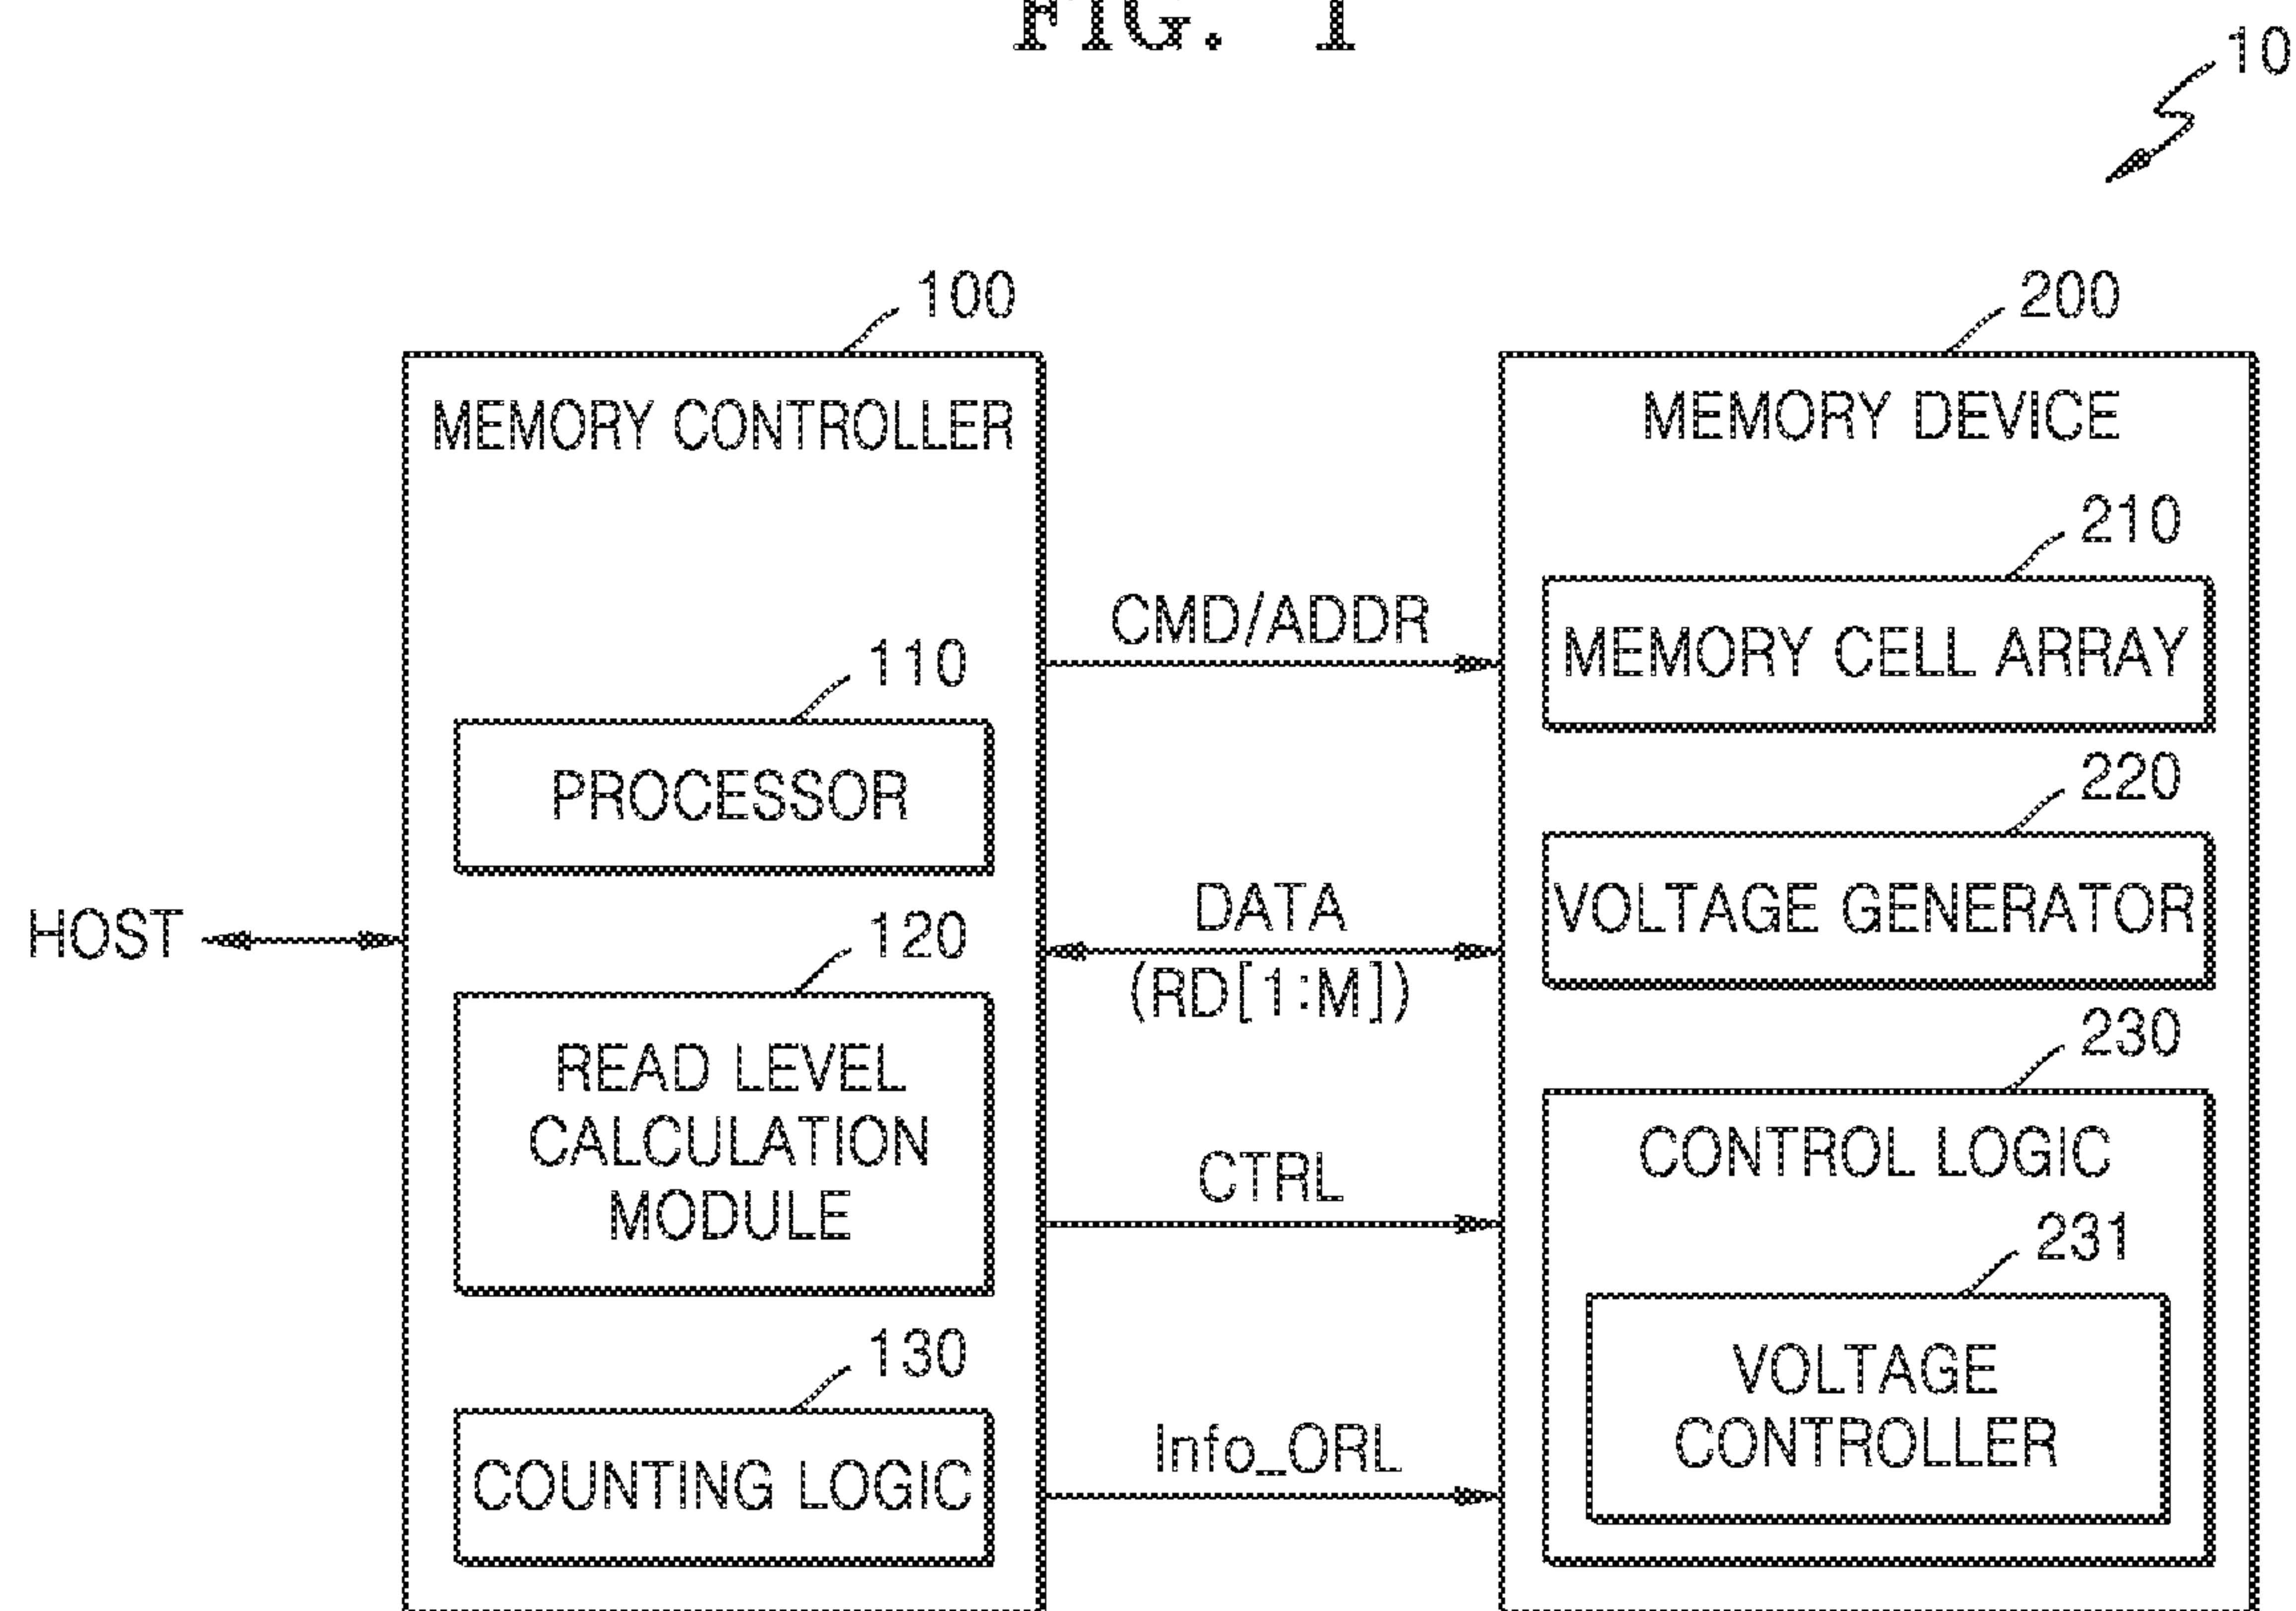 FIG. 1
10
100
MEMORY CONTROLLER
110
PROCESSOR
120
READ LEVEL
CALCULATION
MODULE
130
COUNTING LOGIC
HOST
CMD/ADDR
DATA
(RD[1:M])
CTRL
Info_ORL
200
MEMORY DEVICE
210
MEMORY CELL ARRAY
220
VOLTAGE GENERATOR
230
CONTROL LOGIC
231
VOLTAGE
CONTROLLER